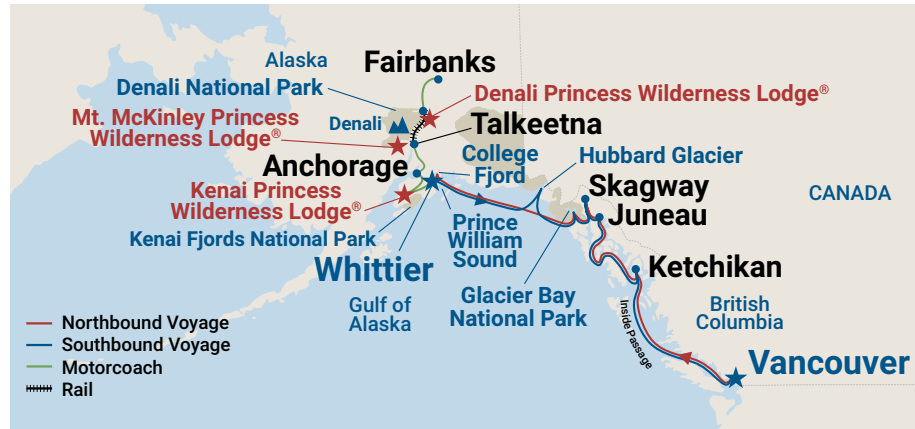 Fairbanks
Alaska
Denali National Park
Denali Princess Wilderness Lodge®
Mt. McKinley Princess
Wilderness Lodge®
Denali
Talkeetna
Anchorage
College
Fjord
Hubbard Glacier
Kenai Princess
Wilderness Lodge®
Skagway
CANADA
Juneau
Kenai Fjords National Park
Prince
William
Sound
Whittier
Ketchikan
Glacier Bay
National Park
Gulf of
Alaska
British
Columbia
Inside Passage
Northbound Voyage
Southbound Voyage
Motorcoach
Rail
Vancouver